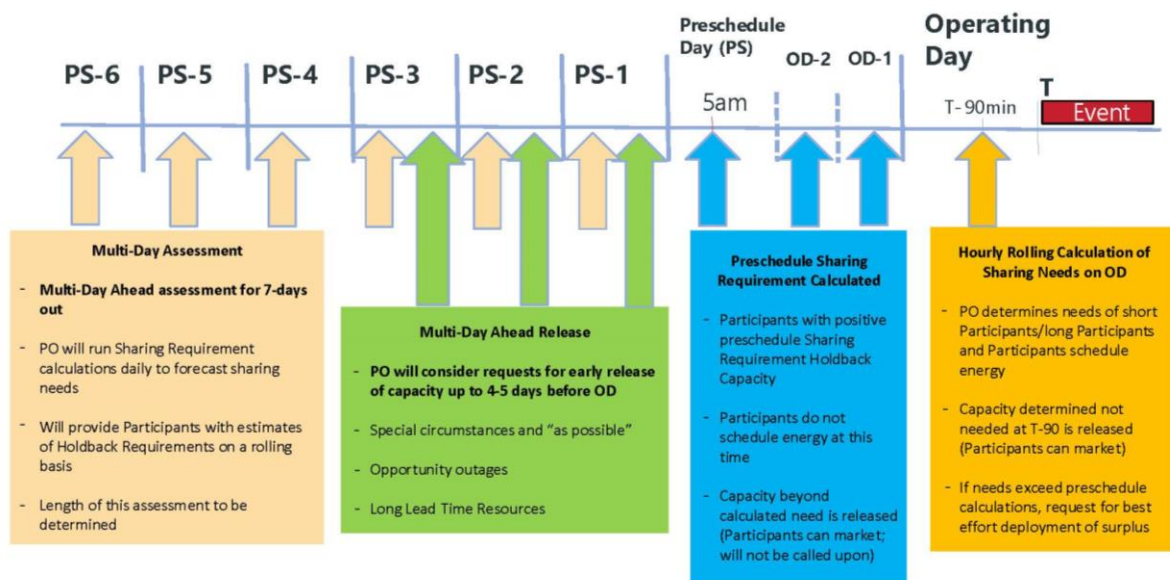 PS-6
PS-5
PS-4
PS-3
PS-2
PS-1
Preschedule
Day (PS)
5am
OD-2
OD-1
Operating
Day
T-90min
T
Event
Multi-Day Assessment
- Multi-Day Ahead assessment for 7-days
out
- PO will run Sharing Requirement
calculations daily to forecast sharing
needs
- Will provide Participants with estimates
of Holdback Requirements on a rolling
basis
- Length of this assessment to be
determined
Multi-Day Ahead Release
- PO will consider requests for early release
of capacity up to 4-5 days before OD
- Special circumstances and "as possible"
- Opportunity outages
- Long Lead Time Resources
Preschedule Sharing
Requirement Calculated
- Participants with positive
preschedule Sharing
Requirement Holdback
Capacity
- Participants do not
schedule energy at this
time
- Capacity beyond
calculated need is released
(Participants can market;
will not be called upon)
Hourly Rolling Calculation of
Sharing Needs on OD
- PO determines needs of short
Participants/long Participants
and Participants schedule
energy
- Capacity determined not
needed at T-90 is released
(Participants can market)
- If needs exceed preschedule
calculations, request for best
effort deployment of surplus